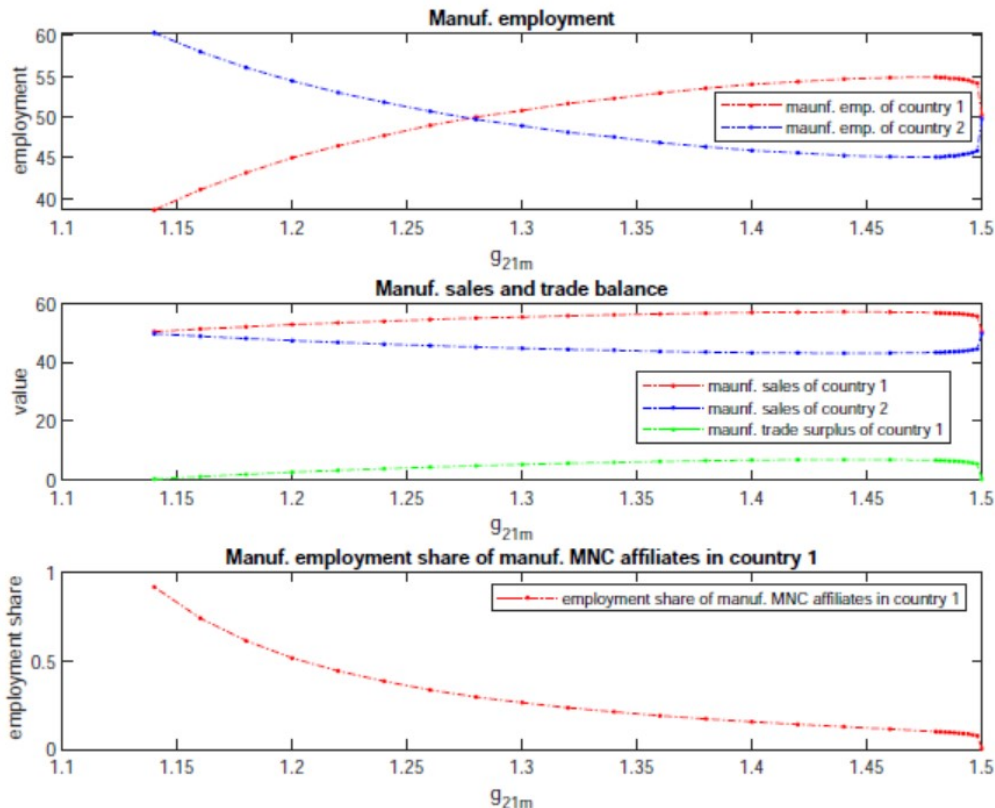 Manuf. employment
employment
60
55
50
45
40
maunf. emp. of country 1
maunf. emp. of country 2
1.1 1.15 1.2 1.25 1.3 1.35 1.4 1.45 1.5
g21m
Manuf. sales and trade balance
value
60
40
20
0
maunf. sales of country 1
maunf. sales of country 2
maunf. trade surplus of country 1
1.1 1.15 1.2 1.25 1.3 1.35 1.4 1.45 1.5
g21m
Manuf. employment share of manuf. MNC affiliates in country 1
employment share
1
0.5
0
employment share of manuf. MNC affiliates in country 1
1.1 1.15 1.2 1.25 1.3 1.35 1.4 1.45 1.5
g21m